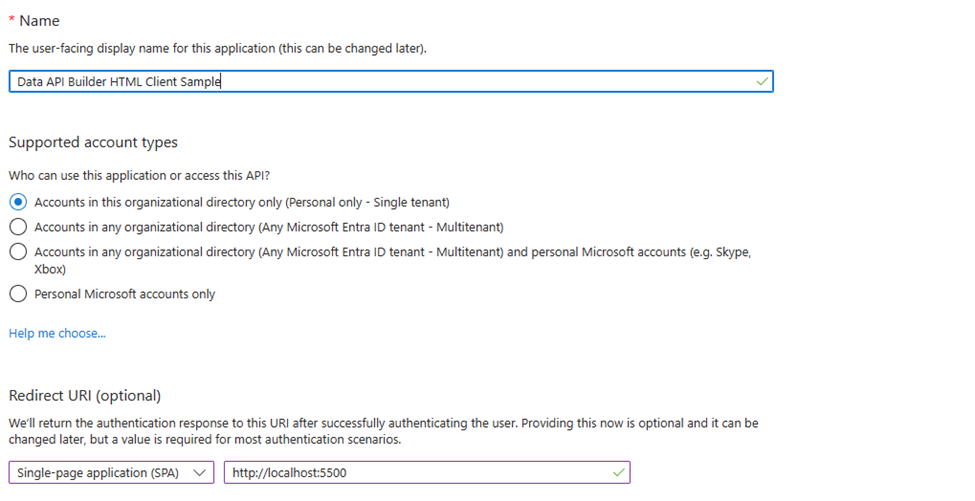 * Name
The user-facing display name for this application (this can be changed later).
Data API Builder HTML Client Sample
Supported account types
Who can use this application or access this API?
Accounts in this organizational directory only (Personal only - Single tenant)
Accounts in any organizational directory (Any Microsoft Entra ID tenant - Multitenant)
Accounts in any organizational directory (Any Microsoft Entra ID tenant - Multitenant) and personal Microsoft accounts (e.g. Skype,
Xbox)
Personal Microsoft accounts only
Help me choose...
Redirect URI (optional)
We'll return the authentication response to this URI after successfully authenticating the user. Providing this now is optional and it can be
changed later, but a value is required for most authentication scenarios.
Single-page application (SPA) http://localhost:5500